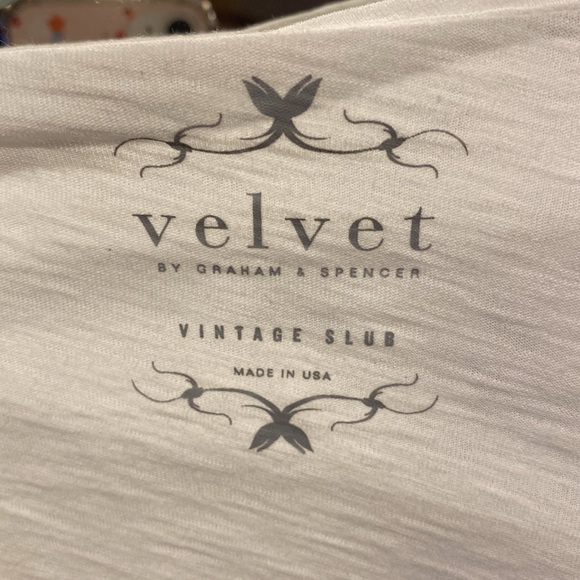 velvet
BY GRAHAM & SPENCER
VINTAGE SLUB
MADE IN USA